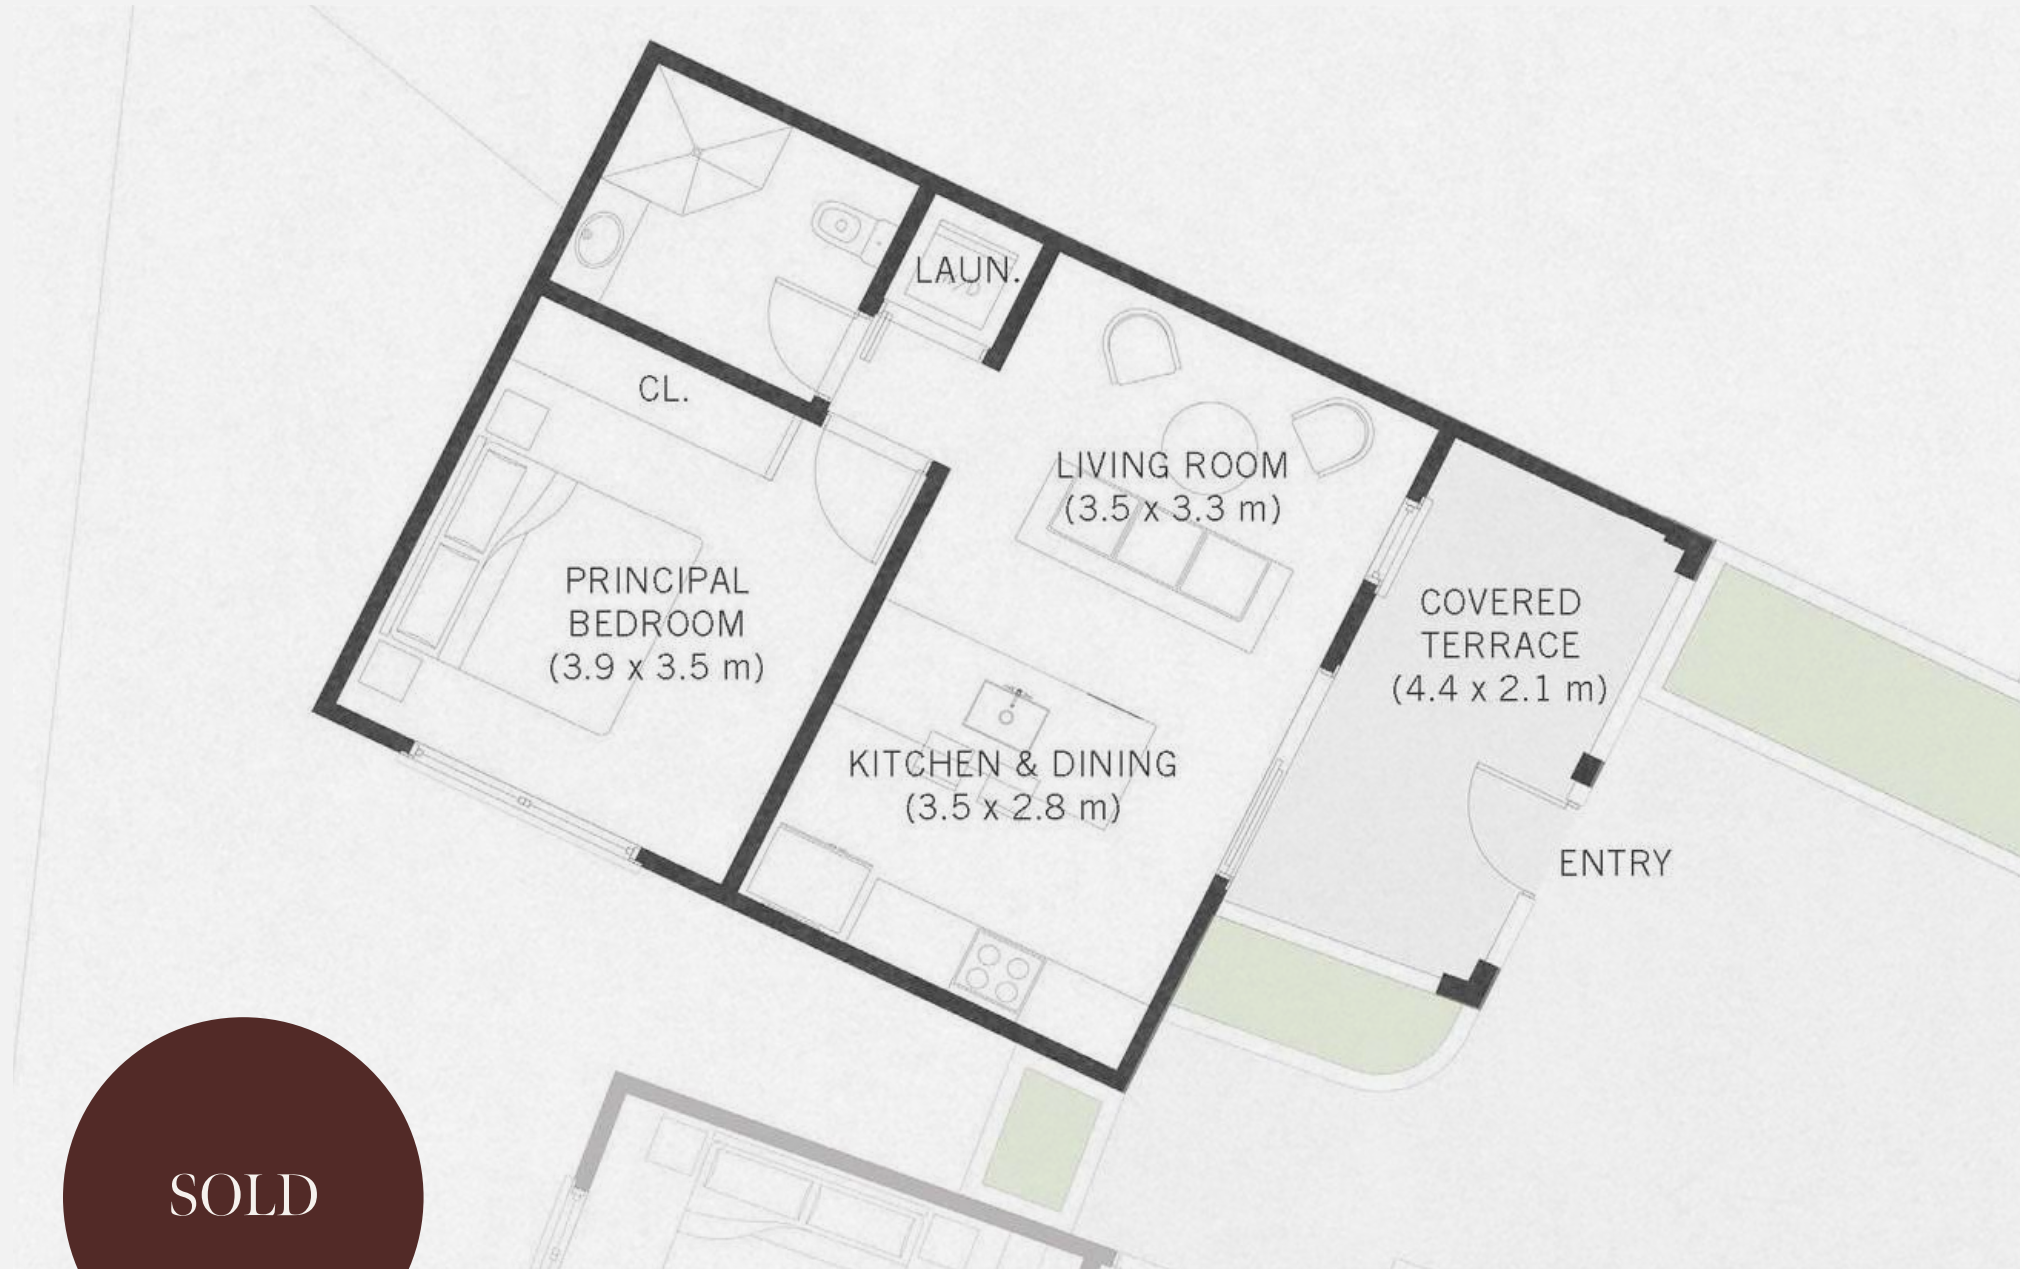 LAUN.
CL.
LIVING ROOM
(3.5 x 3.3 m)
PRINCIPAL
BEDROOM
(3.9 x 3.5 m)
COVERED
TERRACE
(4.4 x 2.1 m)
KITCHEN & DINING
(3.5 x 2.8 m)
ENTRY
SOLD